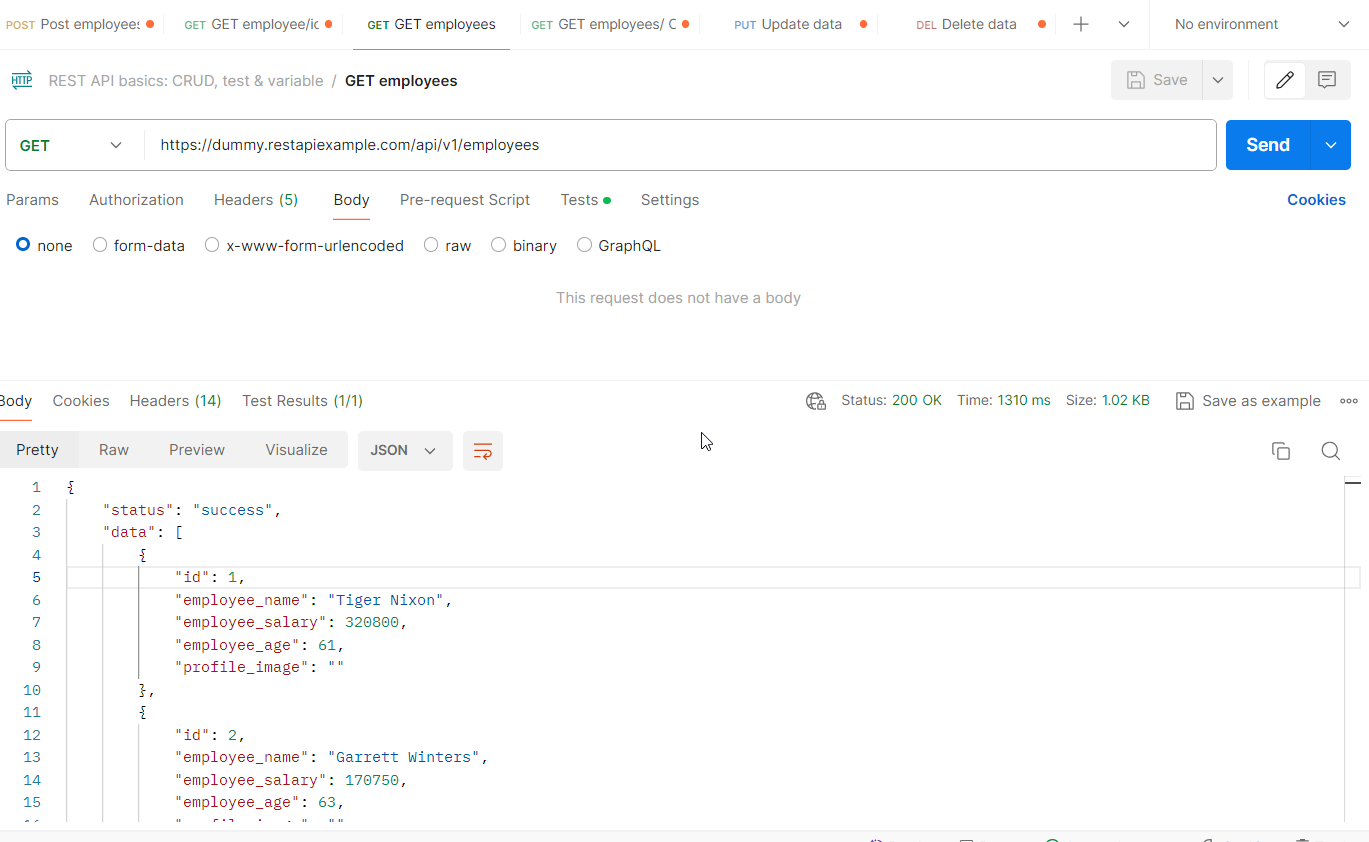 POST Post employees GET GET employee/id GET GET employees GET GET employees/ C PUT Update data DEL Delete data No environment
HTTP REST API basics: CRUD, test & variable / GET employees Save
GET https://dummy.restapiexample.com/api/v1/employees Send
Params Authorization Headers (5) Body Pre-request Script Tests Settings Cookies
none form-data x-www-form-urlencoded raw binary GraphQL
This request does not have a body
Body Cookies Headers (14) Test Results (1/1) Status: 200 OK Time: 1310 ms Size: 1.02 KB Save as example
Pretty Raw Preview Visualize JSON
1 {
2 "status": "success",
3 "data": [
4 {
5 "id": 1,
6 "employee_name": "Tiger Nixon",
7 "employee_salary": 320800,
8 "employee_age": 61,
9 "profile_image": ""
10 },
11 {
12 "id": 2,
13 "employee_name": "Garrett Winters",
14 "employee_salary": 170750,
15 "employee_age": 63,